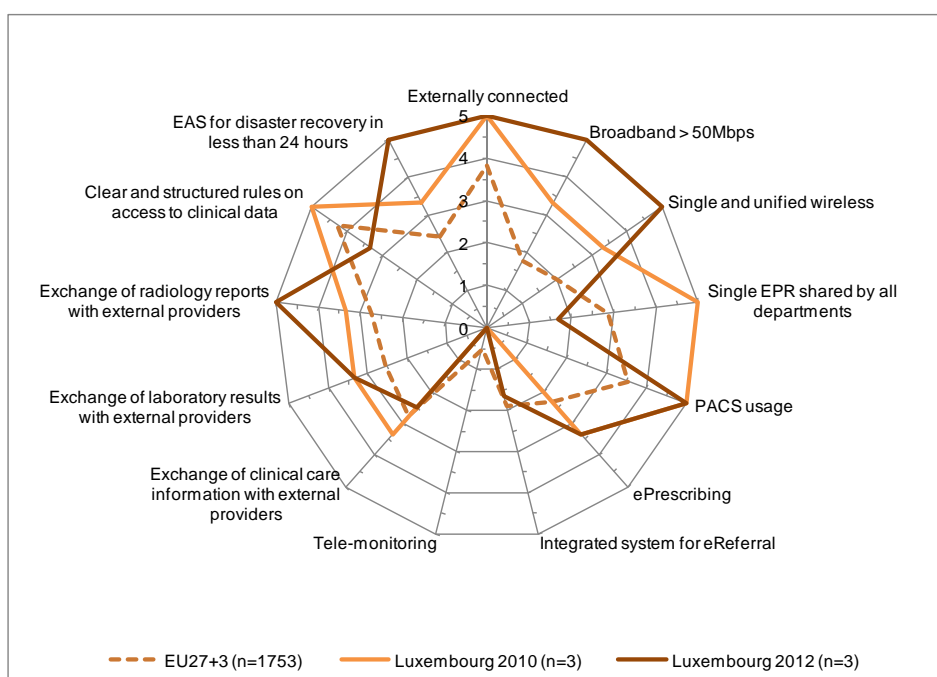 Externally connected
EAS for disaster recovery in
less than 24 hours
Broadband > 50Mbps
Clear and structured rules on
access to clinical data
Single and unified wireless
Exchange of radiology reports
with external providers
Single EPR shared by all
departments
Exchange of laboratory results
with external providers
PACS usage
Exchange of clinical care
information with external
providers
ePrescribing
Tele-monitoring
Integrated system for eReferral
5
4
3
2
1
0
EU27+3 (n=1753)
Luxembourg 2010 (n=3)
Luxembourg 2012 (n=3)